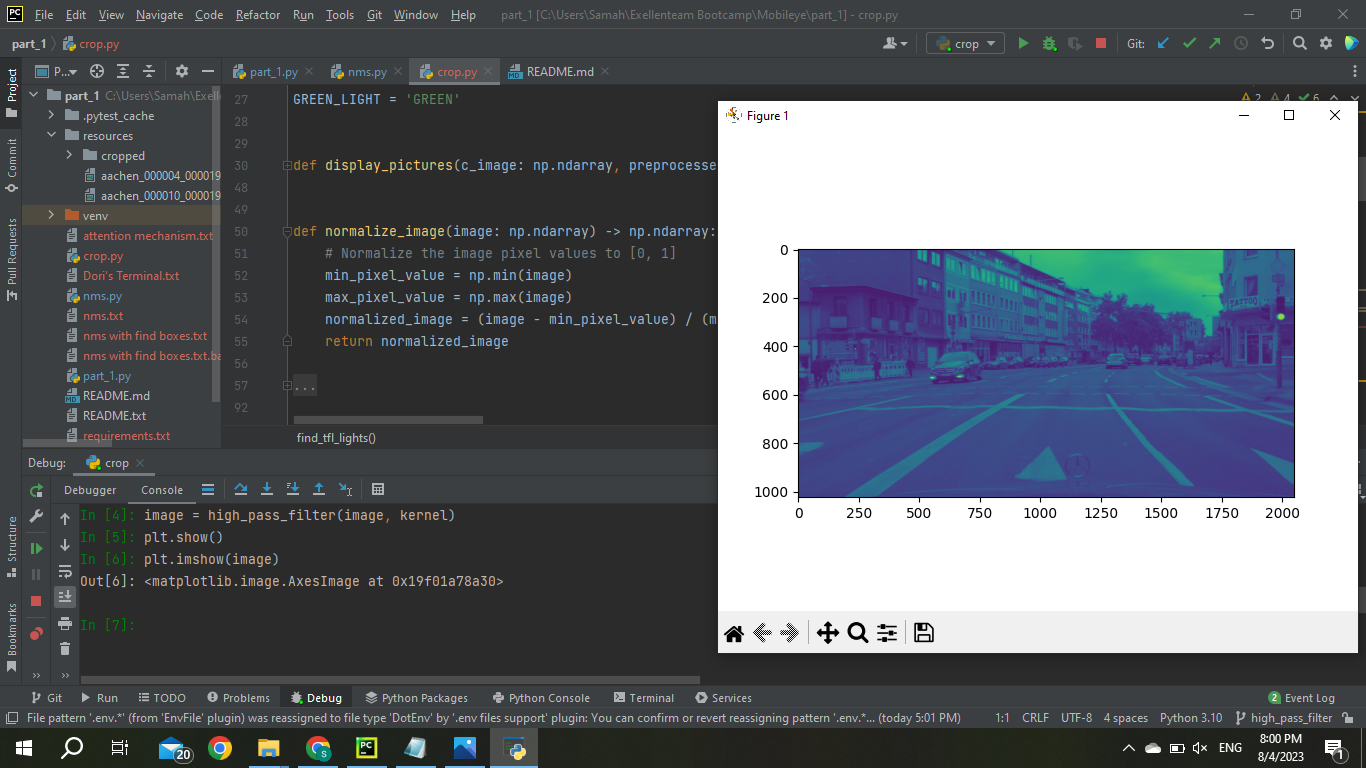 File Edit View Navigate Code Refactor Run Tools Git Window Help part_1 [C:\Users\Samah\Exellenteam Bootcamp\Mobileye\part_1] - crop.py
part_1 crop.py crop Git:
P... part_1.py nms.py crop.py README.md
Project
Commit
Pull Requests
Structure
Bookmarks
part_1 C:\Users\Samah\Exellente
.pytest_cache
resources
cropped
aachen_000004_000019
aachen_000010_000019
venv
attention mechanism.txt
crop.py
Dori's Terminal.txt
nms.py
nms.txt
nms with find boxes.txt
nms with find boxes.txt.ba
part_1.py
README.md
README.txt
requirements.txt
2 4 6
27 GREEN_LIGHT = 'GREEN'
28
29
30 def display_pictures(c_image: np.ndarray, preprocesse
48
49
50 def normalize_image(image: np.ndarray) -> np.ndarray:
51 # Normalize the image pixel values to [0, 1]
52 min_pixel_value = np.min(image)
53 max_pixel_value = np.max(image)
54 normalized_image = (image - min_pixel_value) / (m
55 return normalized_image
56
57 ...
92
find_tfl_lights()
Figure 1
0
200
400
600
800
1000
0 250 500 750 1000 1250 1500 1750 2000
TATTOO
Debug: crop
Debugger Console
In [4]: image = high_pass_filter(image, kernel)
In [5]: plt.show()
In [6]: plt.imshow(image)
Out[6]: <matplotlib.image.AxesImage at 0x19f01a78a30>
In [7]:
Git Run TODO Problems Debug Python Packages Python Console Terminal Services 2 Event Log
File pattern '.env.*' (from 'EnvFile' plugin) was reassigned to file type 'DotEnv' by '.env files support' plugin: You can confirm or revert reassigning pattern '.env.*... (today 5:01 PM) 1:1 CRLF UTF-8 4 spaces Python 3.10 high_pass_filter
20 ENG 8:00 PM
8/4/2023 1